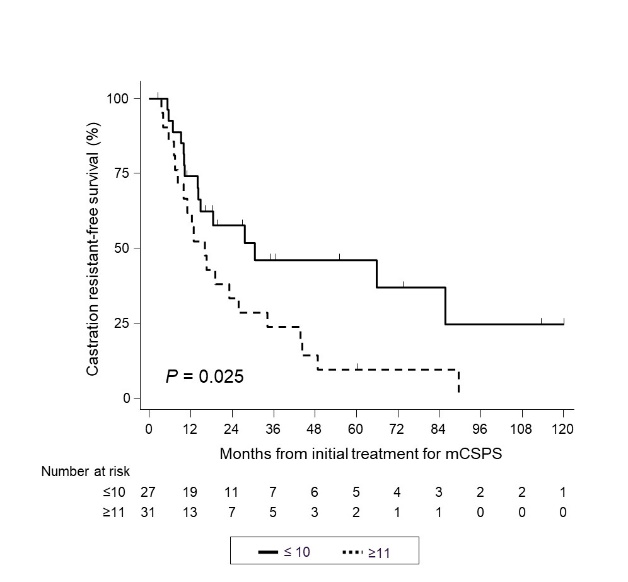 Castration resistant-free survival (%)
100
75
50
25
0
P = 0.025
0 12 24 36 48 60 72 84 96 108 120
Months from initial treatment for mCSPS
Number at risk
≤10 27 19 11 7 6 5 4 3 2 2 1
≥11 31 13 7 5 3 2 1 1 0 0 0
≤ 10 ≥11